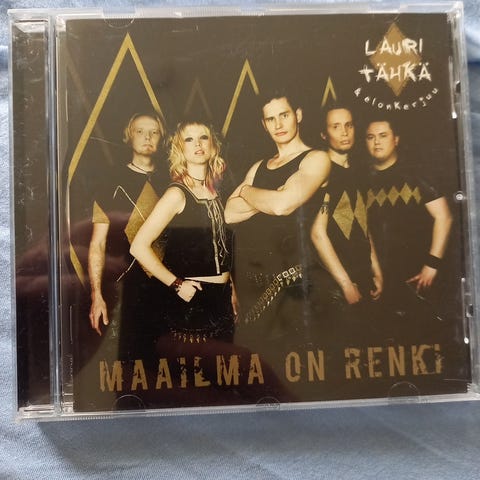 LAURI
TÄHKÄ
& elonkerjuu
MAAILMA ON RENKI